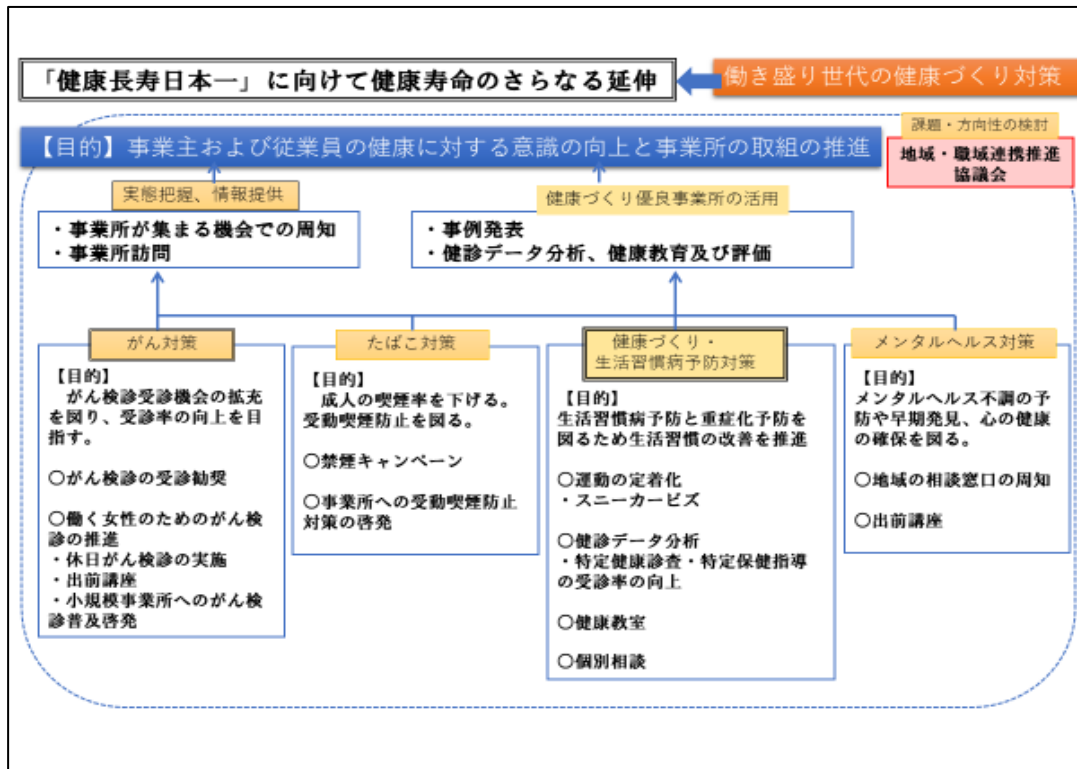 「健康長寿日本一」に向けて健康寿命のさらなる延伸
働き盛り世代の健康づくり対策
課題・方向性の検討
地域・職域連携推進
協議会
【目的】事業主および従業員の健康に対する意識の向上と事業所の取組の推進
実態把握、情報提供
・事業所が集まる機会での周知
・事業所訪問
健康づくり優良事業所の活用
・事例発表
・健診データ分析、健康教育及び評価
がん対策
【目的】
がん検診受診機会の拡充
を図り、受診率の向上を目
指す。
○がん検診の受診勧奨
○働く女性のためのがん検
診の推進
・休日がん検診の実施
・出前講座
・小規模事業所へのがん検
診普及啓発
たばこ対策
【目的】
成人の喫煙率を下げる。
受動喫煙防止を図る。
○禁煙キャンペーン
○事業所への受動喫煙防止
対策の啓発
健康づくり・
生活習慣病予防対策
【目的】
生活習慣病予防と重症化予防を
図るため生活習慣の改善を推進
○運動の定着化
・スニーカービズ
○健診データ分析
・特定健康診査・特定保健指導
の受診率の向上
○健康教室
○個別相談
メンタルヘルス対策
【目的】
メンタルヘルス不調の予
防や早期発見、心の健康
の確保を図る。
○地域の相談窓口の周知
○出前講座